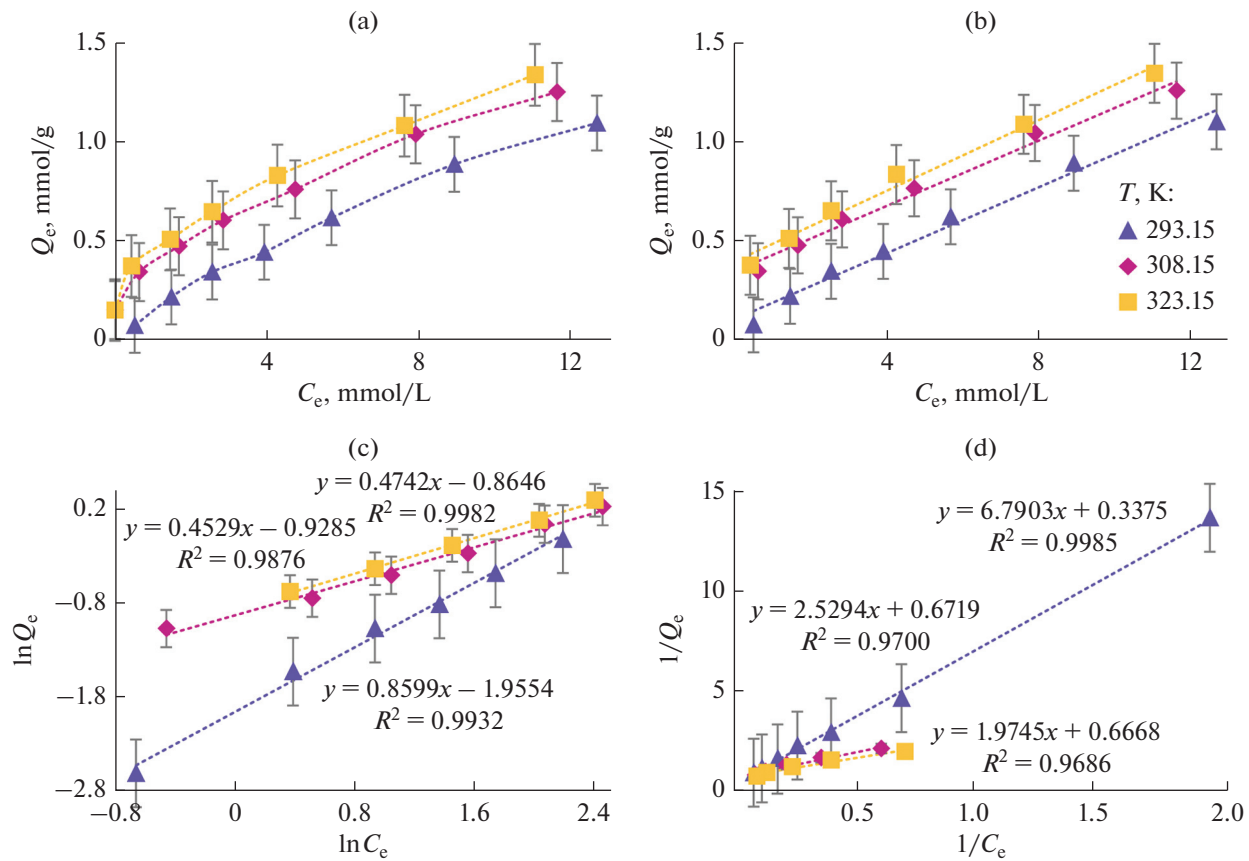 (a)
1.5
1.0
0.5
0
4
8
12
Qe, mmol/g
Ce, mmol/L
(b)
1.5
1.0
0.5
0
4
8
12
Qe, mmol/g
Ce, mmol/L
T, K:
293.15
308.15
323.15
(c)
y = 0.4742x − 0.8646
R² = 0.9982
y = 0.4529x − 0.9285
R² = 0.9876
y = 0.8599x − 1.9554
R² = 0.9932
0.2
−0.8
−1.8
−2.8
−0.8
0
0.8
1.6
2.4
ln Qe
ln Ce
(d)
15
10
5
0
0.5
1.0
1.5
2.0
y = 6.7903x + 0.3375
R² = 0.9985
y = 2.5294x + 0.6719
R² = 0.9700
y = 1.9745x + 0.6668
R² = 0.9686
1/Qe
1/Ce